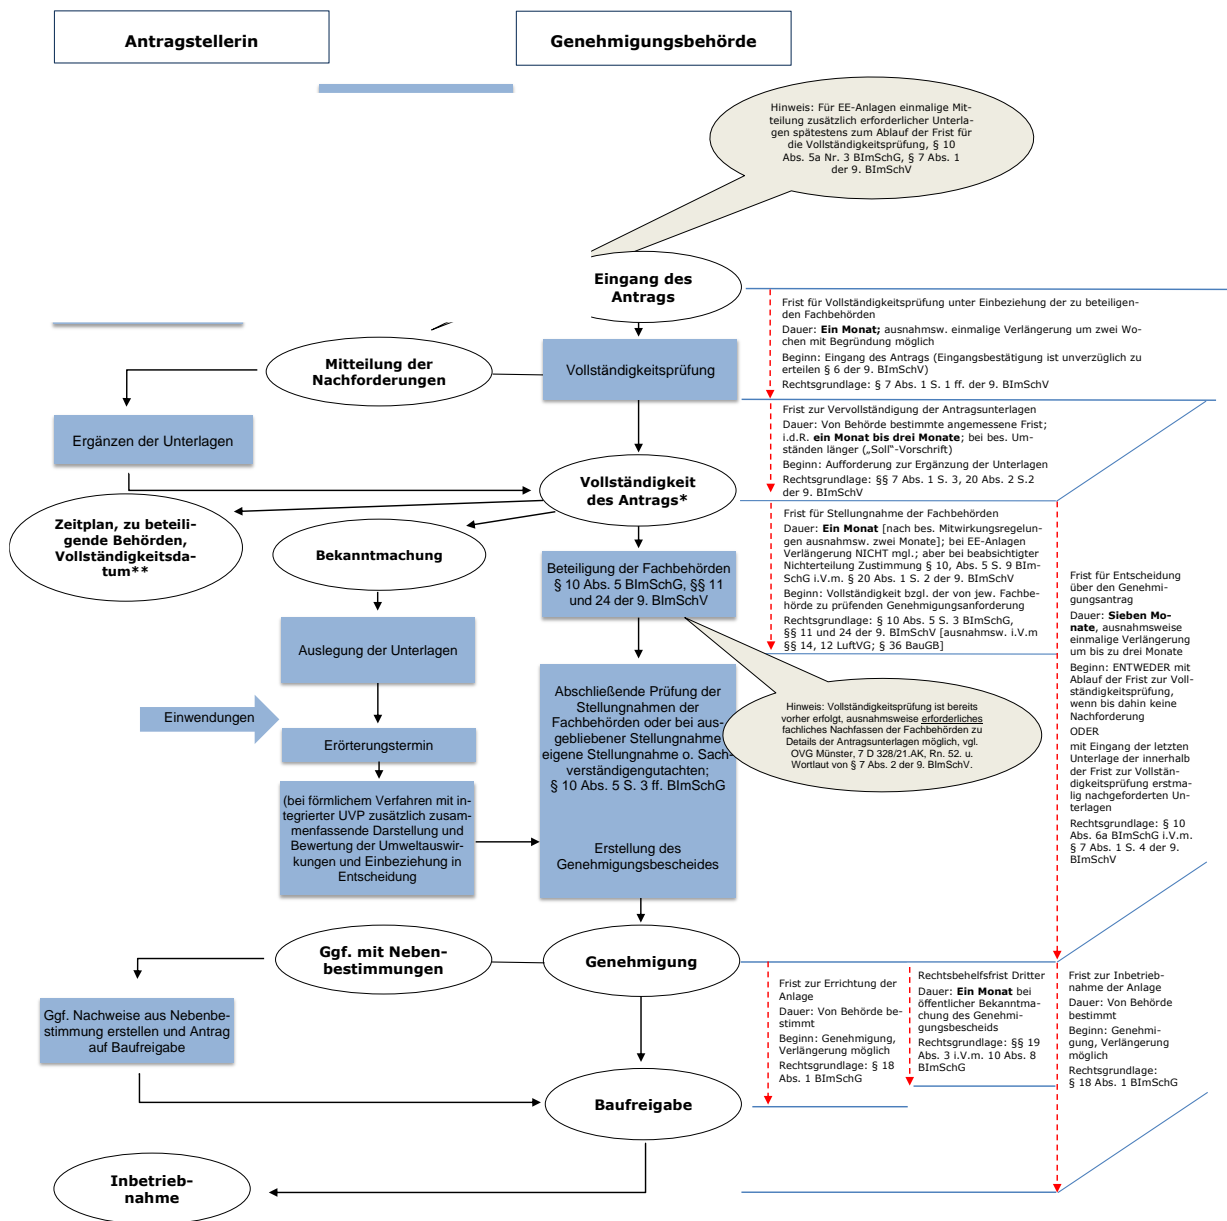 Antragstellerin
Genehmigungsbehörde
Hinweis: Für EE-Anlagen einmalige Mit-
teilung zusätzlich erforderlicher Unterla-
gen spätestens zum Ablauf der Frist für
die Vollständigkeitsprüfung, § 10
Abs. 5a Nr. 3 BImSchG, § 7 Abs. 1
der 9. BImSchV
Eingang des
Antrags
Frist für Vollständigkeitsprüfung unter Einbeziehung der zu beteiligen-
den Fachbehörden
Dauer: Ein Monat; ausnahmsw. einmalige Verlängerung um zwei Wo-
chen mit Begründung möglich
Beginn: Eingang des Antrags (Eingangsbestätigung ist unverzüglich zu
erteilen § 6 der 9. BImSchV)
Rechtsgrundlage: § 7 Abs. 1 S. 1 ff. der 9. BImSchV
Mitteilung der
Nachforderungen
Vollständigkeitsprüfung
Ergänzen der Unterlagen
Frist zur Vervollständigung der Antragsunterlagen
Dauer: Von Behörde bestimmte angemessene Frist;
i.d.R. ein Monat bis drei Monate; bei bes. Um-
ständen länger („Soll"-Vorschrift)
Beginn: Aufforderung zur Ergänzung der Unterlagen
Rechtsgrundlage: §§ 7 Abs. 1 S. 3, 20 Abs. 2 S.2
der 9. BImSchV
Vollständigkeit
des Antrags*
Zeitplan, zu beteili-
gende Behörden,
Vollständigkeitsda-
tum**
Bekanntmachung
Beteiligung der Fachbehörden
§ 10 Abs. 5 BImSchG, §§ 11
und 24 der 9. BImSchV
Frist für Stellungnahme der Fachbehörden
Dauer: Ein Monat [nach bes. Mitwirkungsregelun-
gen ausnahmsw. zwei Monate]; bei EE-Anlagen
Verlängerung NICHT mgl.; aber bei beabsichtigter
Nichterteilung Zustimmung § 10, Abs. 5 S. 9 BIm-
SchG i.V.m. § 20 Abs. 1 S. 2 der 9. BImSchV
Beginn: Vollständigkeit bzgl. der von jew. Fachbe-
hörde zu prüfenden Genehmigungsanforderung
Rechtsgrundlage: § 10 Abs. 5 S. 3 BImSchG,
§§ 11 und 24 der 9. BImSchV [ausnahmsw. i.V.m
§§ 14, 12 LuftVG; § 36 BauGB]
Frist für Entscheidung
über den Genehmi-
gungsantrag
Dauer: Sieben Mo-
nate, ausnahmsweise
einmalige Verlängerung
um bis zu drei Monate
Beginn: ENTWEDER mit
Ablauf der Frist zur Voll-
ständigkeitsprüfung,
wenn bis dahin keine
Nachforderung
ODER
mit Eingang der letzten
Unterlage der innerhalb
der Frist zur Vollstän-
digkeitsprüfung erstma-
lig nachgeforderten Un-
terlagen
Rechtsgrundlage: § 10
Abs. 6a BImSchG i.V.m.
§ 7 Abs. 1 S. 4 der 9.
BImSchV
Auslegung der Unterlagen
Einwendungen
Erörterungstermin
Abschließende Prüfung der
Stellungnahmen der
Fachbehörden oder bei aus-
gebliebener Stellungnahme
eigene Stellungnahme o. Sach-
verständigengutachten;
§ 10 Abs. 5 S. 3 ff. BImSchG
Erstellung des
Genehmigungsbescheides
Hinweis: Vollständigkeitsprüfung ist bereits
vorher erfolgt, ausnahmsweise erforderliches
fachliches Nachfassen der Fachbehörden zu
Details der Antragsunterlagen möglich, vgl.
OVG Münster, 7 D 328/21.AK, Rn. 52. u.
Wortlaut von § 7 Abs. 2 der 9. BImSchV.
(bei förmlichem Verfahren mit in-
tegrierter UVP zusätzlich zusam-
menfassende Darstellung und
Bewertung der Umweltauswir-
kungen und Einbeziehung in
Entscheidung
Ggf. mit Neben-
bestimmungen
Genehmigung
Ggf. Nachweise aus Nebenbe-
stimmung erstellen und Antrag
auf Baufreigabe
Frist zur Errichtung der
Anlage
Dauer: Von Behörde be-
stimmt
Beginn: Genehmigung,
Verlängerung möglich
Rechtsgrundlage: § 18
Abs. 1 BImSchG
Rechtsbehelfsfrist Dritter
Dauer: Ein Monat bei
öffentlicher Bekanntma-
chung des Genehmi-
gungsbescheids
Rechtsgrundlage: §§ 19
Abs. 3 i.V.m. 10 Abs. 8
BImSchG
Frist zur Inbetrieb-
nahme der Anlage
Dauer: Von Behörde
bestimmt
Beginn: Genehmi-
gung, Verlängerung
möglich
Rechtsgrundlage:
§ 18 Abs. 1 BImSchG
Baufreigabe
Inbetrieb-
nahme